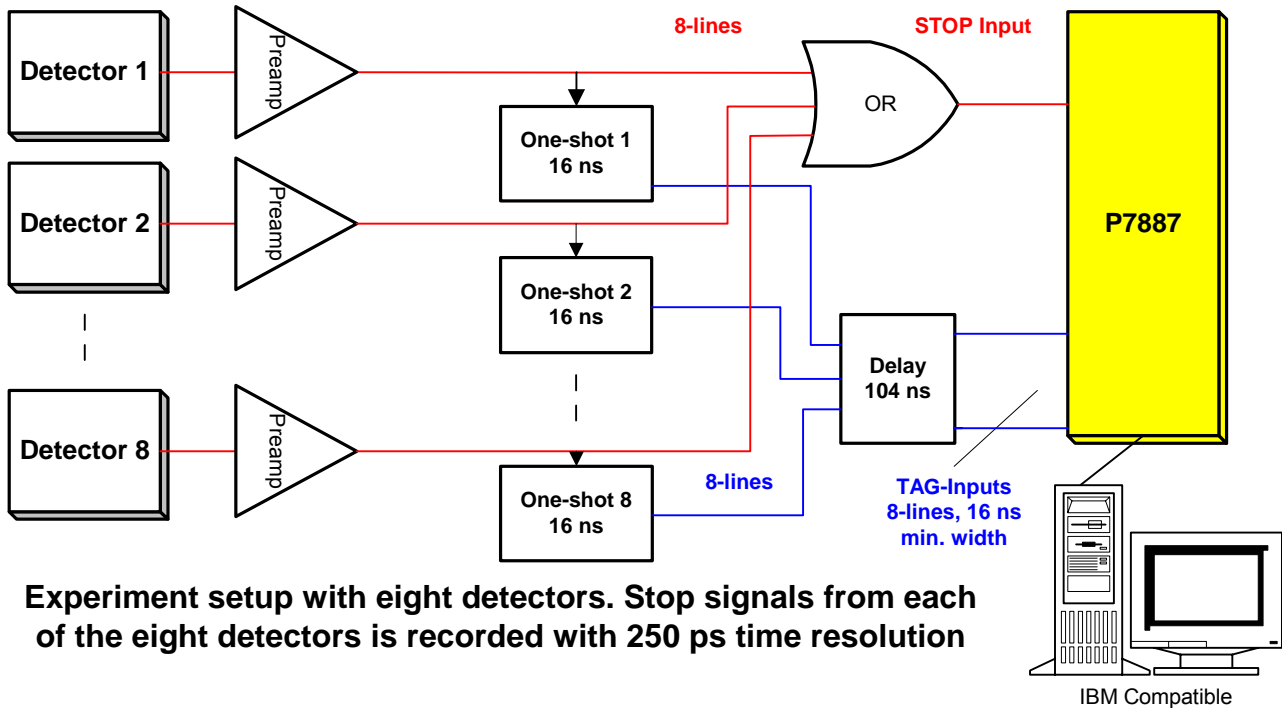 8-lines
STOP Input
Detector 1
Preamp
OR
One-shot 1
16 ns
Detector 2
Preamp
P7887
One-shot 2
16 ns
Delay
104 ns
Detector 8
Preamp
One-shot 8
16 ns
8-lines
TAG-Inputs
8-lines, 16 ns
min. width
Experiment setup with eight detectors. Stop signals from each
of the eight detectors is recorded with 250 ps time resolution
IBM Compatible